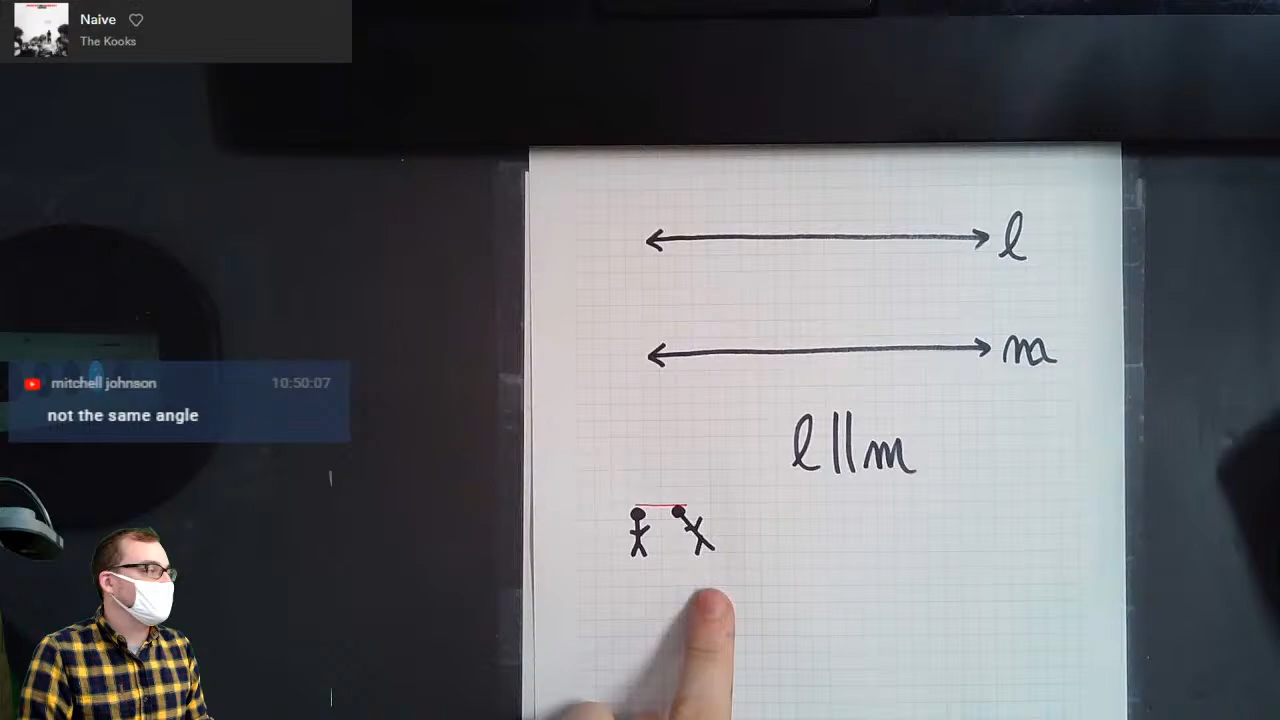 Naive
The Kooks
l
m
mitchell johnson 10:50:07
not the same angle
l || m